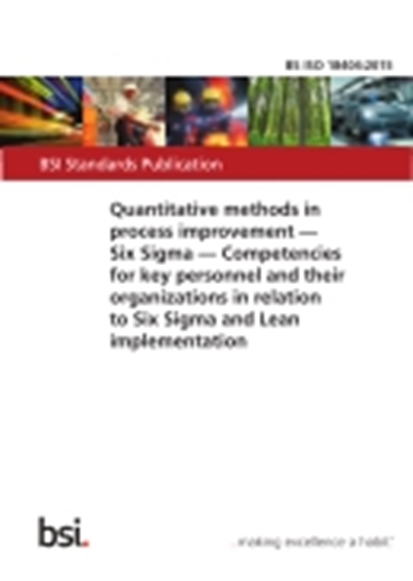 BS ISO 18404:2015
BSI Standards Publication
Quantitative methods in
process improvement —
Six Sigma — Competencies
for key personnel and their
organizations in relation
to Six Sigma and Lean
implementation
bsi.
...making excellence a habit.™